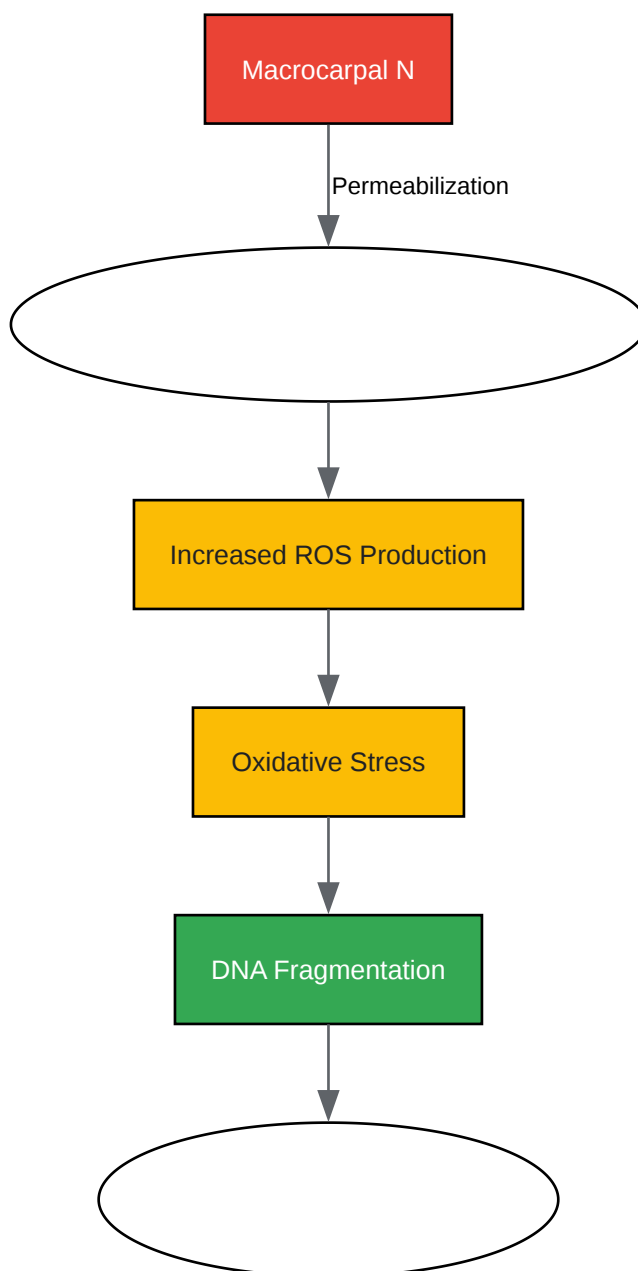 Macrocarpal N
Permeabilization
Increased ROS Production
Oxidative Stress
DNA Fragmentation